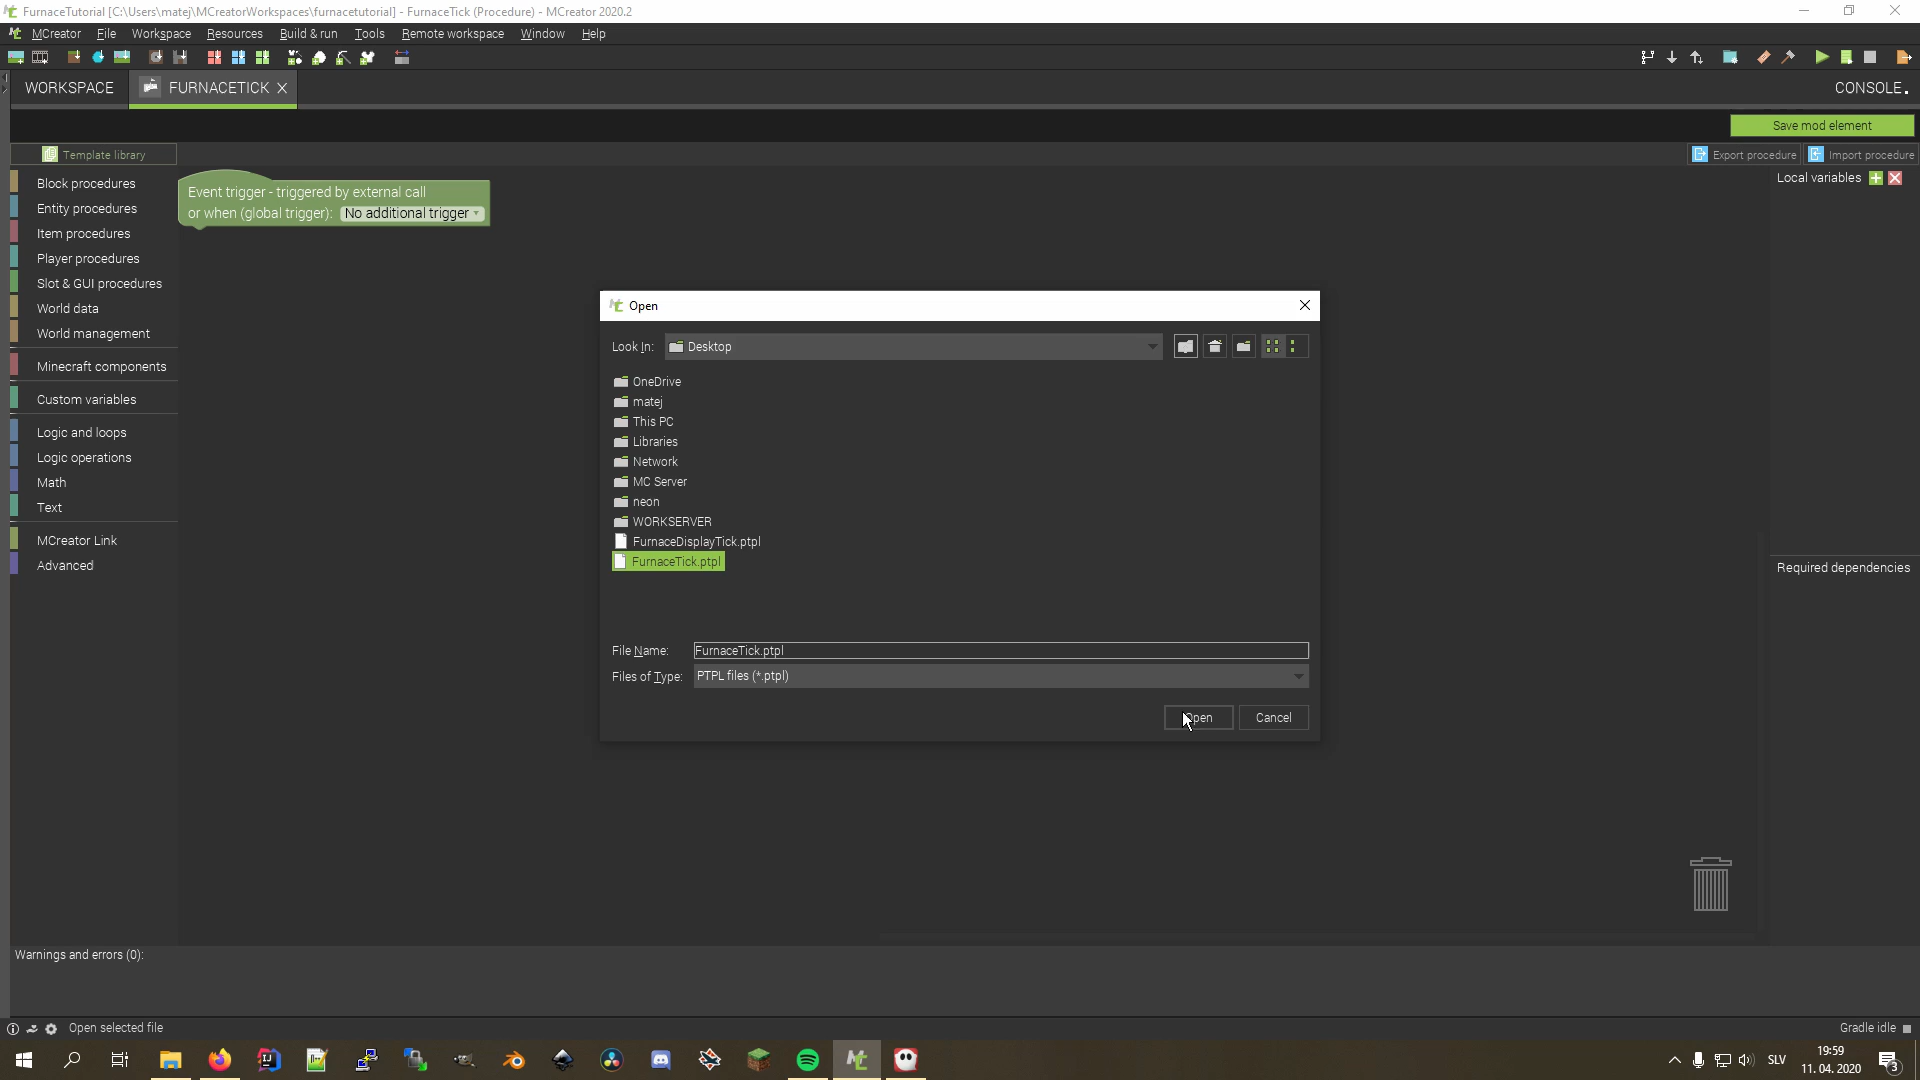 FurnaceTutorial [C:\Users\matej\MCreatorWorkspaces\furnacetutorial] - FurnaceTick (Procedure) - MCreator 2020.2
MCreator File Workspace Resources Build & run Tools Remote workspace Window Help
WORKSPACE FURNACETICK CONSOLE
Save mod element
Template library
Export procedure Import procedure
Block procedures
Entity procedures
Item procedures
Player procedures
Slot & GUI procedures
World data
World management
Minecraft components
Custom variables
Logic and loops
Logic operations
Math
Text
MCreator Link
Advanced
Event trigger - triggered by external call
or when (global trigger): No additional trigger
Local variables
Required dependencies
Open
Look In: Desktop
OneDrive
matej
This PC
Libraries
Network
MC Server
neon
WORKSERVER
FurnaceDisplayTick.ptpl
FurnaceTick.ptpl
File Name: FurnaceTick.ptpl
Files of Type: PTPL files (*.ptpl)
Open Cancel
Warnings and errors (0):
Open selected file
Gradle idle
SLV
19:59
11. 04. 2020
3